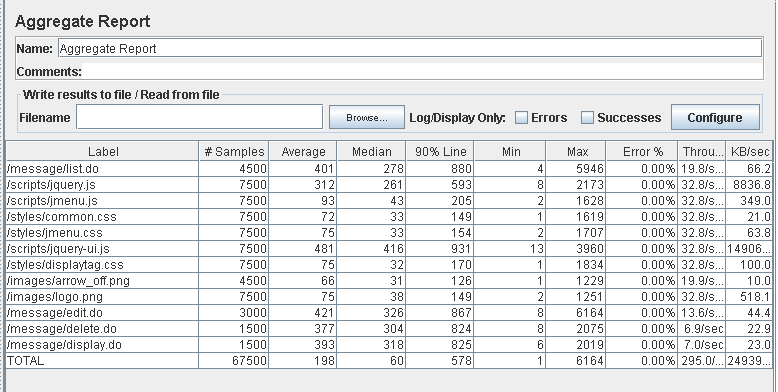 Aggregate Report
Name: Aggregate Report
Comments:
Write results to file / Read from file
Filename Browse... Log/Display Only: Errors Successes Configure
Label # Samples Average Median 90% Line Min Max Error % Throu... KB/sec
/message/list.do 4500 401 278 880 4 5946 0.00% 19.8/s... 66.2
/scripts/jquery.js 7500 312 261 593 8 2173 0.00% 32.8/s... 8836.8
/scripts/jmenu.js 7500 93 43 205 2 1628 0.00% 32.8/s... 349.0
/styles/common.css 7500 72 33 149 1 1619 0.00% 32.8/s... 21.0
/styles/jmenu.css 7500 75 33 154 2 1707 0.00% 32.8/s... 63.8
/scripts/jquery-ui.js 7500 481 416 931 13 3960 0.00% 32.8/s... 14906...
/styles/displaytag.css 7500 75 32 170 1 1834 0.00% 32.8/s... 100.0
/images/arrow_off.png 4500 66 31 126 1 1229 0.00% 19.9/s... 10.0
/images/logo.png 7500 75 38 149 2 1251 0.00% 32.8/s... 518.1
/message/edit.do 3000 421 326 867 8 6164 0.00% 13.6/s... 44.4
/message/delete.do 1500 377 304 824 8 2075 0.00% 6.9/sec 22.9
/message/display.do 1500 393 318 825 6 2019 0.00% 7.0/sec 23.0
TOTAL 67500 198 60 578 1 6164 0.00% 295.0/... 24939...